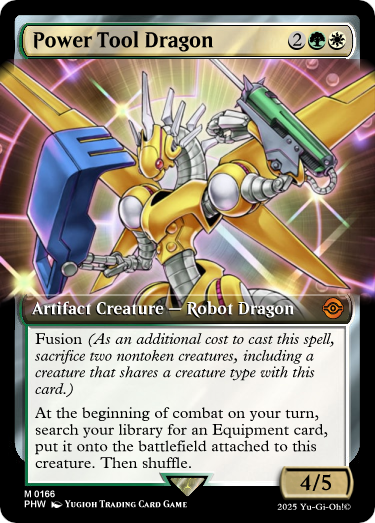 Power Tool Dragon 2
Artifact Creature — Robot Dragon
Fusion (As an additional cost to cast this spell,
sacrifice two nontoken creatures, including a
creature that shares a creature type with this
card.)
At the beginning of combat on your turn,
search your library for an Equipment card,
put it onto the battlefield attached to this
creature. Then shuffle.
4/5
M 0166
PHW Yugioh Trading Card Game
2025 Yu-Gi-Oh!©